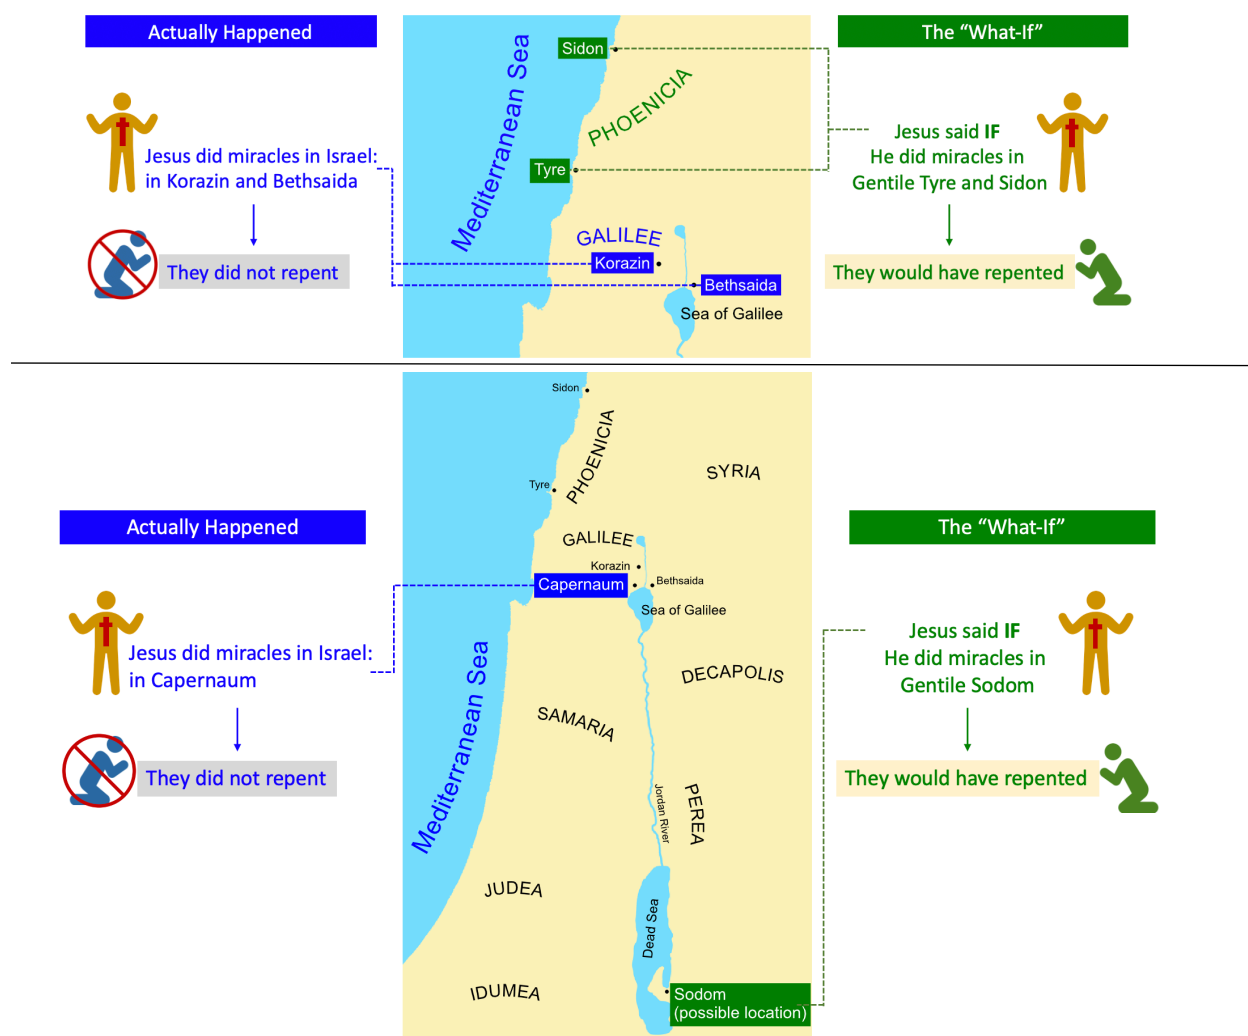 Actually Happened
The “What-If”
Mediterranean Sea
Sidon
PHOENICIA
Tyre
Jesus did miracles in Israel:
in Korazin and Bethsaida
Jesus said IF
He did miracles in
Gentile Tyre and Sidon
GALILEE
Korazin
Bethsaida
Sea of Galilee
They did not repent
They would have repented
Sidon
PHOENICIA
SYRIA
Tyre
Actually Happened
The “What-If”
GALILEE
Korazin
Capernaum
Bethsaida
Sea of Galilee
Jesus did miracles in Israel:
in Capernaum
Jesus said IF
He did miracles in
Gentile Sodom
Mediterranean Sea
DECAPOLIS
SAMARIA
They did not repent
They would have repented
Jordan River
PEREA
JUDEA
Dead Sea
IDUMEA
Sodom
(possible location)